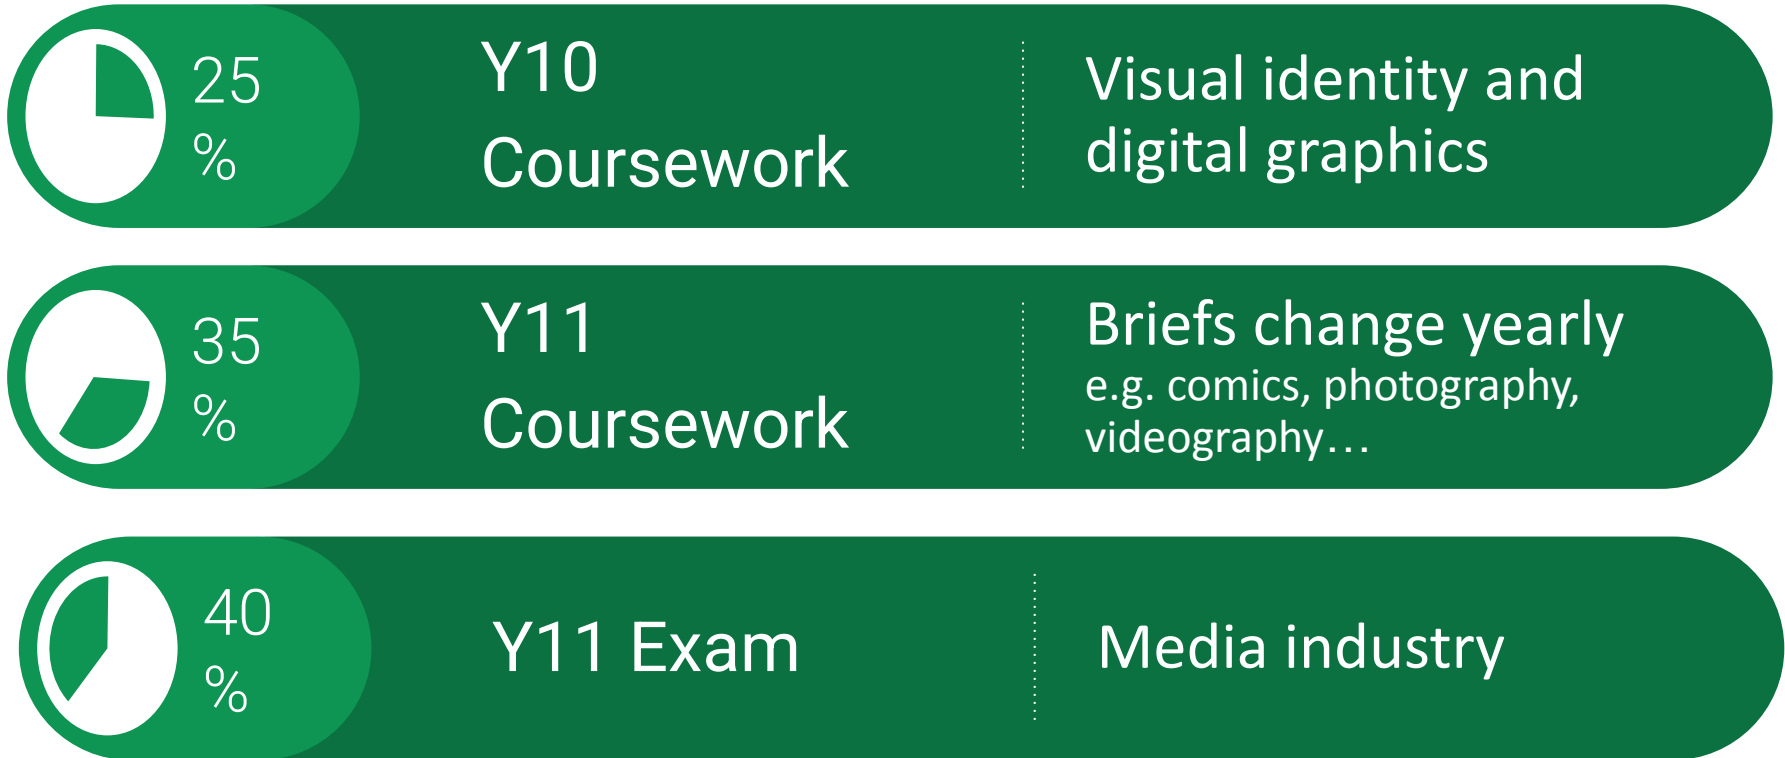 25
%
Y10
Coursework
Visual identity and
digital graphics
35
%
Y11
Coursework
Briefs change yearly
e.g. comics, photography,
videography…
40
%
Y11 Exam
Media industry